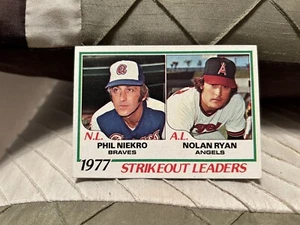 N.L. A.L.
PHIL NIEKRO NOLAN RYAN
BRAVES ANGELS
1977 STRIKEOUT LEADERS